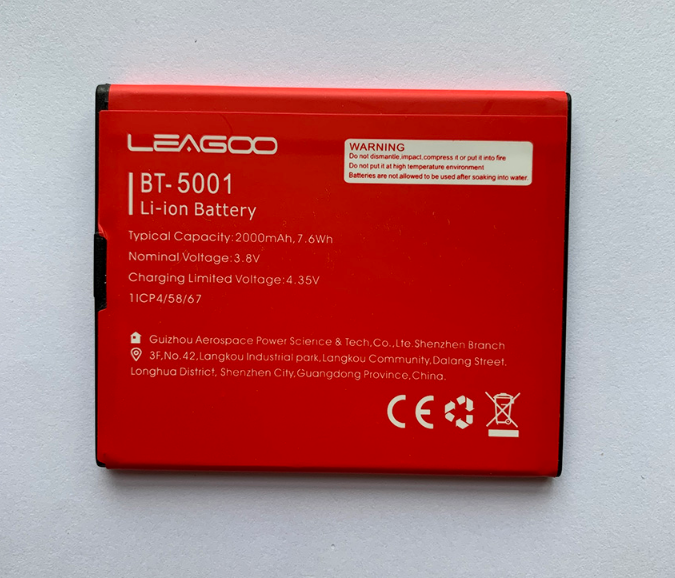 LEAGOO
WARNING
Do not dismantle,impact,compress it or put into fire
Do not put it at high temperature environment
Batteries are not allowed to be used after soaking into water.
BT-5001
Li-ion Battery
Typical Capacity:2000mAh,7.6Wh
Nominal Voltage:3.8V
Charging Limited Voltage:4.35V
1ICP4/58/67
Guizhou Aerospace Power Science & Tech,Co.,Lte.Shenzhen Branch
3F,No.42,Langkou Industrial park,Langkou Community,Dalang Street.
Longhua District, Shenzhen City,Guangdong Province,China.
CE